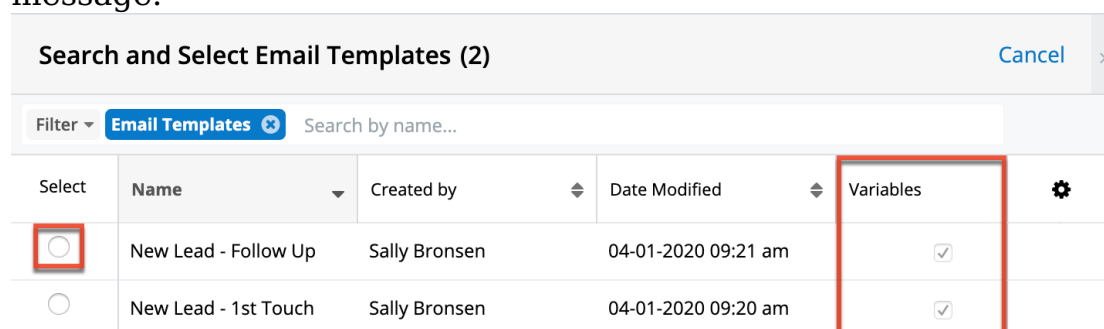 message.
Search and Select Email Templates (2) Cancel
Filter Email Templates Search by name...
Select Name Created by Date Modified Variables
New Lead - Follow Up Sally Bronsen 04-01-2020 09:21 am
New Lead - 1st Touch Sally Bronsen 04-01-2020 09:20 am